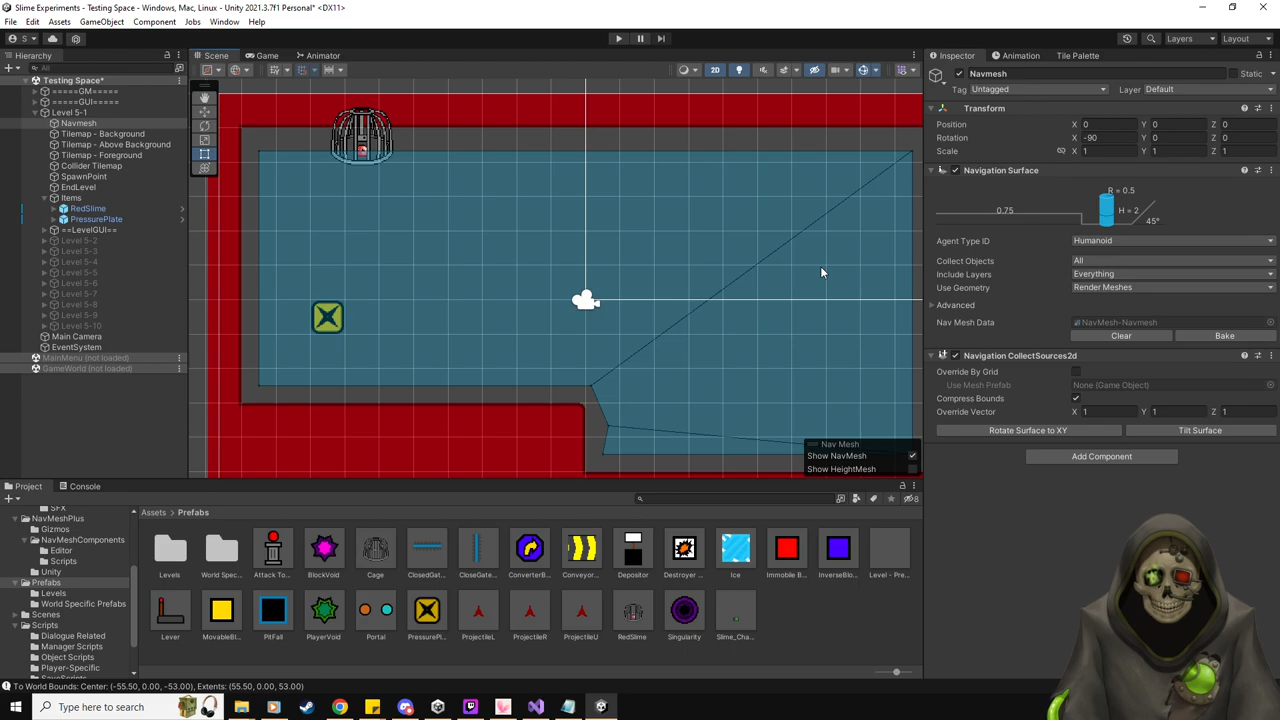 Slime Experiments - Testing Space - Windows, Mac, Linux - Unity 2021.3.7f1 Personal* <DX11>
File Edit Assets GameObject Component Jobs Window Help
S Layers Layout
Hierarchy
All
Testing Space*
=====GM=====
=====GUI=====
Level 5-1
Navmesh
Tilemap - Background
Tilemap - Above Background
Tilemap - Foreground
Collider Tilemap
SpawnPoint
EndLevel
Items
RedSlime
PressurePlate
==LevelGUI==
Level 5-2
Level 5-3
Level 5-4
Level 5-5
Level 5-6
Level 5-7
Level 5-8
Level 5-9
Level 5-10
Main Camera
EventSystem
MainMenu (not loaded)
GameWorld (not loaded)
Scene Game Animator
2D
Nav Mesh
Show NavMesh
Show HeightMesh
Inspector Animation Tile Palette
Navmesh Static
Tag Untagged Layer Default
Transform
Position X 0 Y 0 Z 0
Rotation X -90 Y 0 Z 0
Scale X 1 Y 1 Z 1
Navigation Surface
R = 0.5
0.75 H = 2
45°
Agent Type ID Humanoid
Collect Objects All
Include Layers Everything
Use Geometry Render Meshes
Advanced
Nav Mesh Data NavMesh-Navmesh
Clear Bake
Navigation CollectSources2d
Override By Grid
Use Mesh Prefab None (Game Object)
Compress Bounds
Override Vector X 1 Y 1 Z 1
Rotate Surface to XY Tilt Surface
Add Component
Project Console
8
SFX
NavMeshPlus
Gizmos
NavMeshComponents
Editor
Scripts
Unity
Prefabs
Levels
World Specific Prefabs
Scenes
Scripts
Dialogue Related
Manager Scripts
Object Scripts
Player-Specific
Assets > Prefabs
Levels World Spec... Attack To... BlockVoid Cage ClosedGat... CloseGate... ConverterB... Conveyor... Depositor Destroyer ... Ice Immobile B... InverseBlo... Level - Pre...
Lever MovableBl... PitFall PlayerVoid Portal PressurePl... ProjectileL ProjectileR ProjectileU RedSlime Singularity Slime_Cha...
To World Bounds: Center: (-55.50, 0.00, -53.00), Extents: (55.50, 0.00, 53.00)
Type here to search